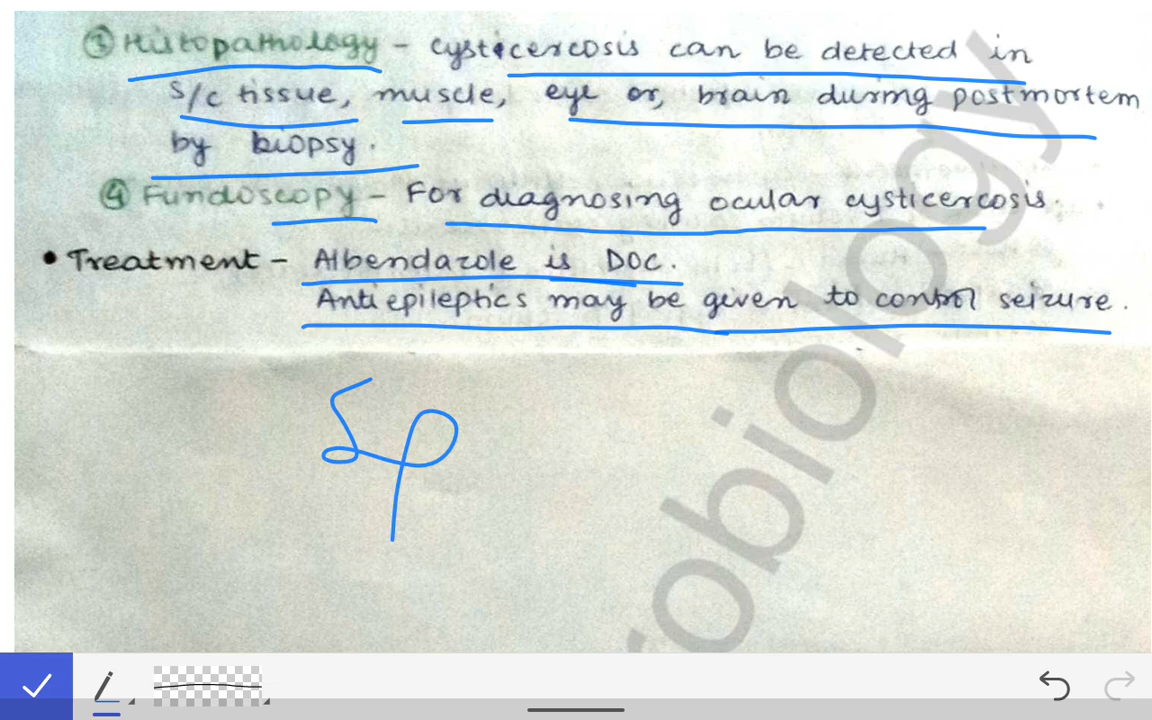 ③ Histopathology - cysticercosis can be detected in
s/c tissue, muscle, eye or, brain during postmortem
by biopsy.
④ Fundoscopy - For diagnosing ocular cysticercosis.
• Treatment - Albendazole is DOC.
Antiepileptics may be given to control seizure.
robiology